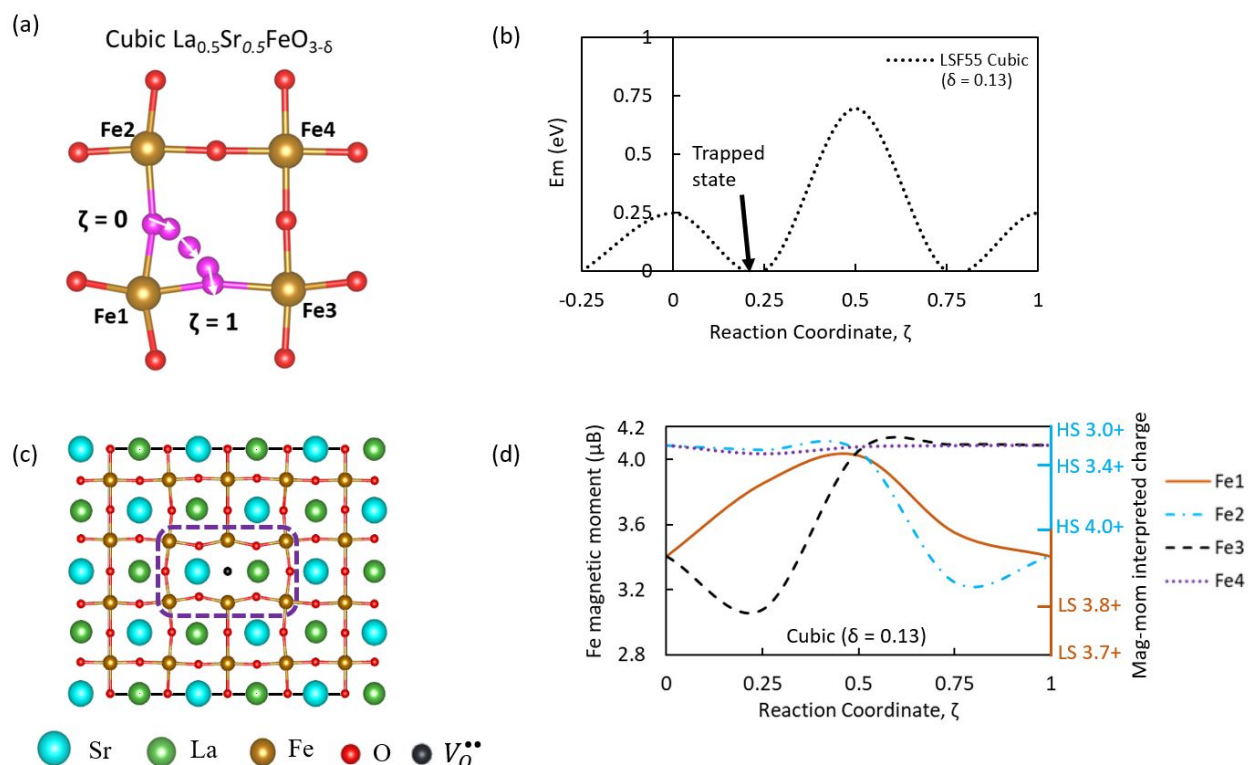 (a)
Cubic La0.5Sr0.5FeO3-δ
Fe2
Fe4
ζ = 0
Fe1
Fe3
ζ = 1
(b)
1
0.75
0.5
0.25
0
Em (eV)
LSF55 Cubic
(δ = 0.13)
Trapped
state
-0.25
0
0.25
0.5
0.75
1
Reaction Coordinate, ζ
(c)
Sr
La
Fe
O
V_O^••
(d)
4.2
4.0
3.6
3.2
2.8
Fe magnetic moment (μB)
Cubic (δ = 0.13)
0
0.25
0.5
0.75
1
Reaction Coordinate, ζ
HS 3.0+
HS 3.4+
HS 4.0+
LS 3.8+
LS 3.7+
Mag-mom interpreted charge
Fe1
Fe2
Fe3
Fe4